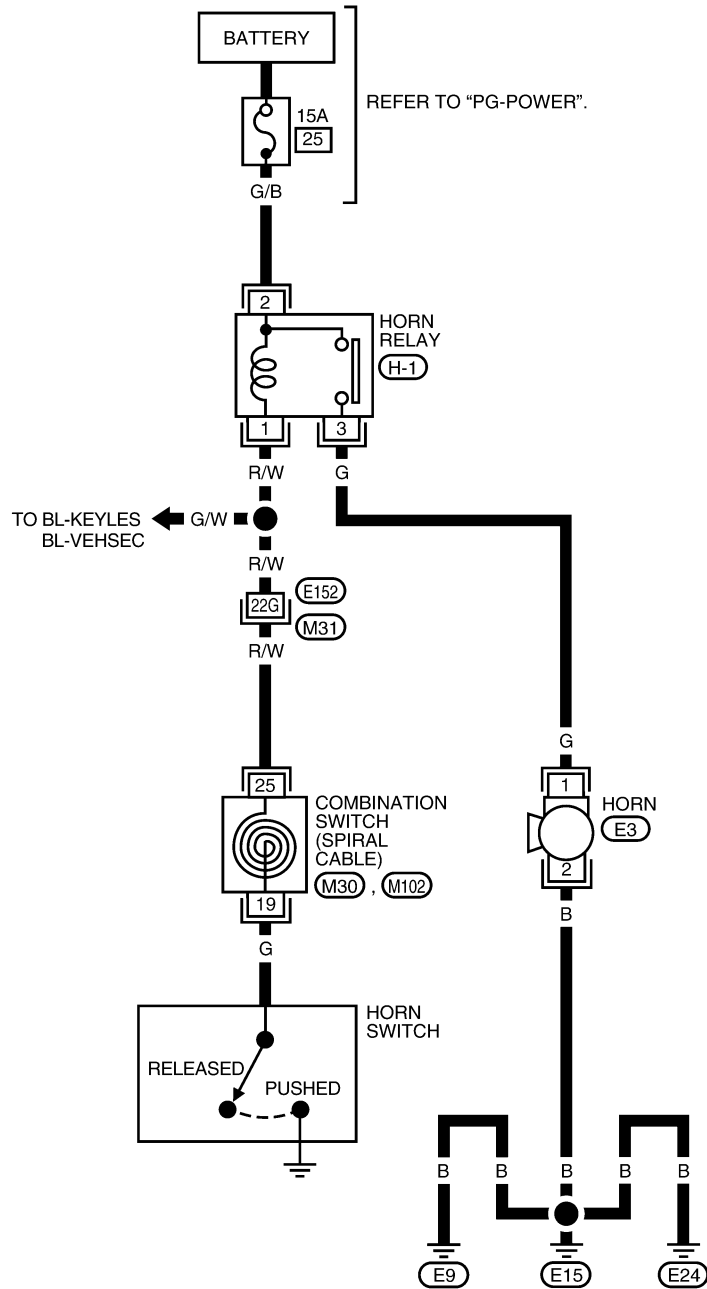 BATTERY
REFER TO “PG-POWER”.
15A
25
G/B
2
HORN
RELAY
H-1
1
3
R/W
G
TO BL-KEYLES
BL-VEHSEC
G/W
R/W
E152
22G
M31
R/W
G
25
1
COMBINATION
SWITCH
(SPIRAL
CABLE)
M30 , M102
HORN
E3
2
19
B
G
HORN
SWITCH
RELEASED
PUSHED
B B B B B
E9 E15 E24